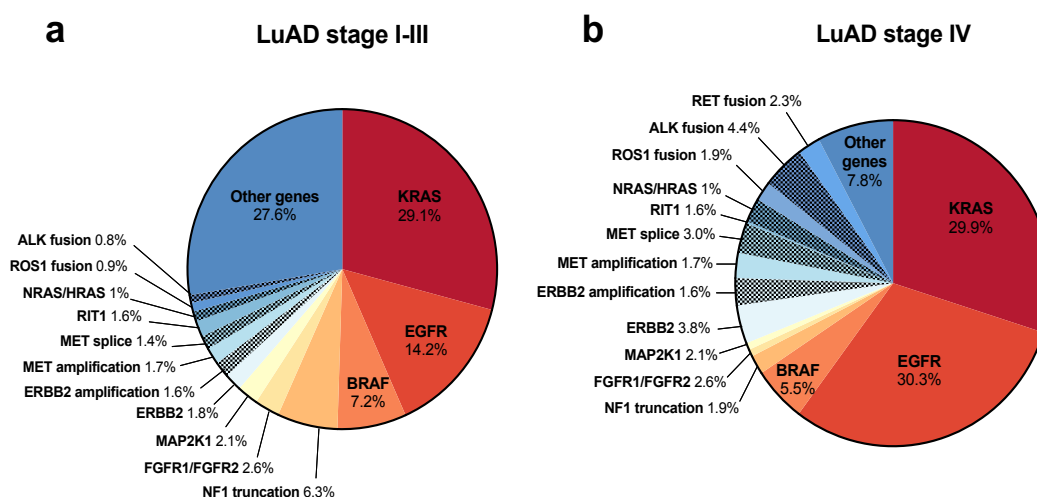 a
LuAD stage I-III
KRAS
29.1%
EGFR
14.2%
BRAF
7.2%
NF1 truncation 6.3%
FGFR1/FGFR2 2.6%
MAP2K1 2.1%
ERBB2 1.8%
ERBB2 amplification 1.6%
MET amplification 1.7%
MET splice 1.4%
RIT1 1.6%
NRAS/HRAS 1%
ROS1 fusion 0.9%
ALK fusion 0.8%
Other genes
27.6%
b
LuAD stage IV
RET fusion 2.3%
ALK fusion 4.4%
ROS1 fusion 1.9%
NRAS/HRAS 1%
RIT1 1.6%
MET splice 3.0%
MET amplification 1.7%
ERBB2 amplification 1.6%
ERBB2 3.8%
MAP2K1 2.1%
FGFR1/FGFR2 2.6%
NF1 truncation 1.9%
BRAF
5.5%
EGFR
30.3%
KRAS
29.9%
Other
genes
7.8%